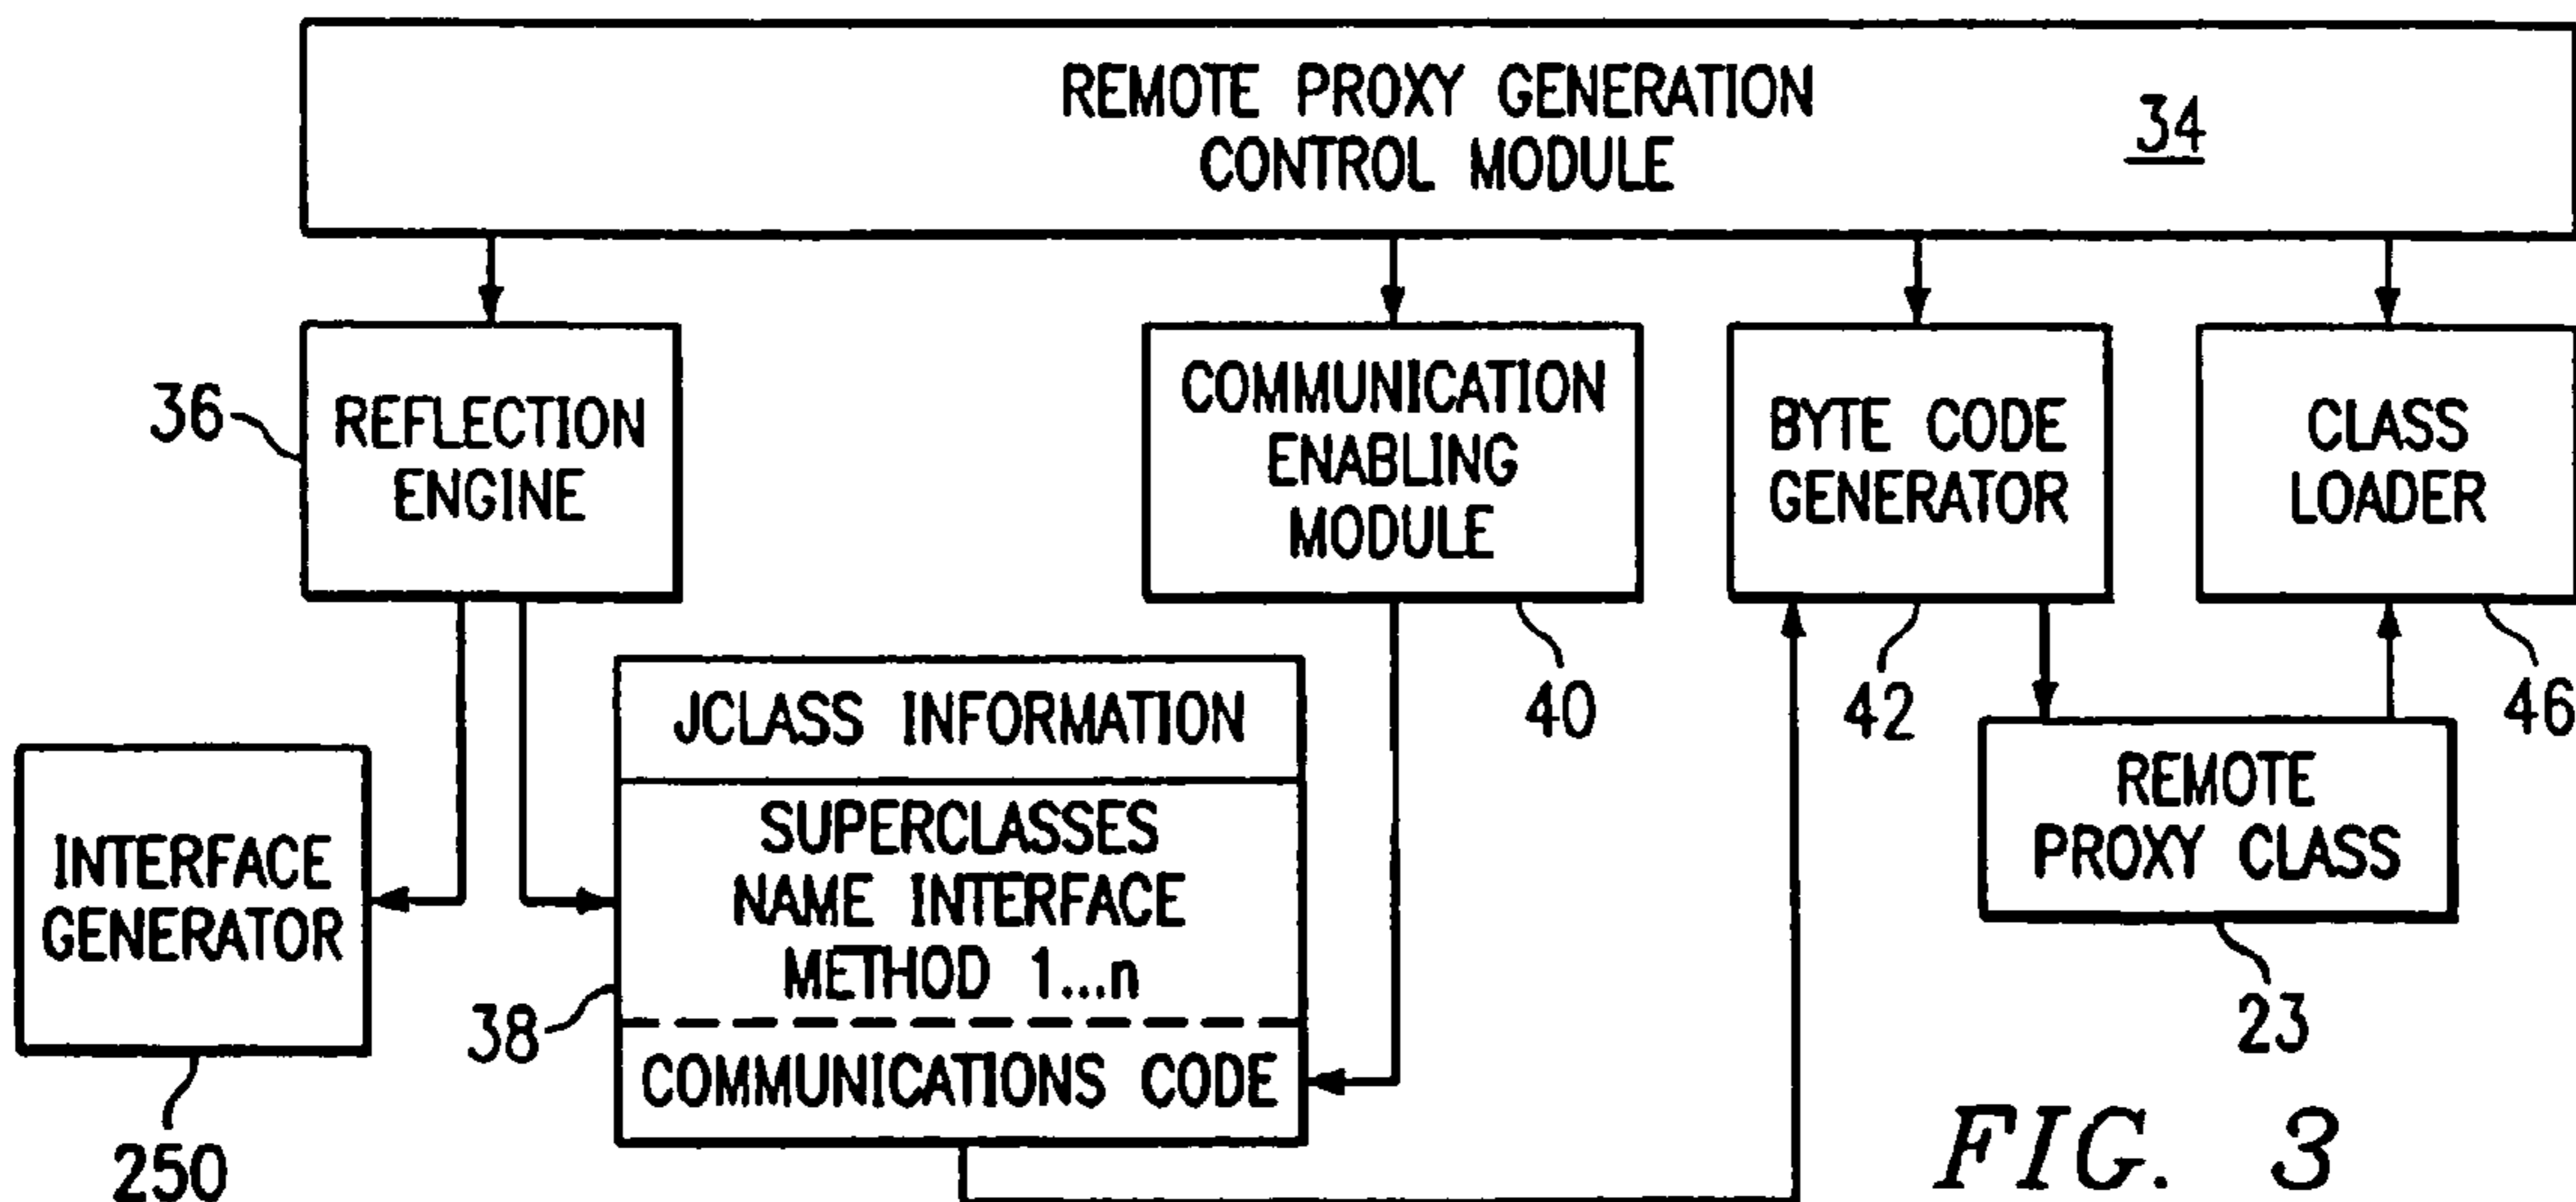 REMOTE PROXY GENERATION
CONTROL MODULE
34
36
REFLECTION
ENGINE
COMMUNICATION
ENABLING
MODULE
BYTE CODE
GENERATOR
CLASS
LOADER
40
42
46
JCLASS INFORMATION
SUPERCLASSES
NAME INTERFACE
METHOD 1...n
COMMUNICATIONS CODE
38
INTERFACE
GENERATOR
250
REMOTE
PROXY CLASS
23
FIG. 3